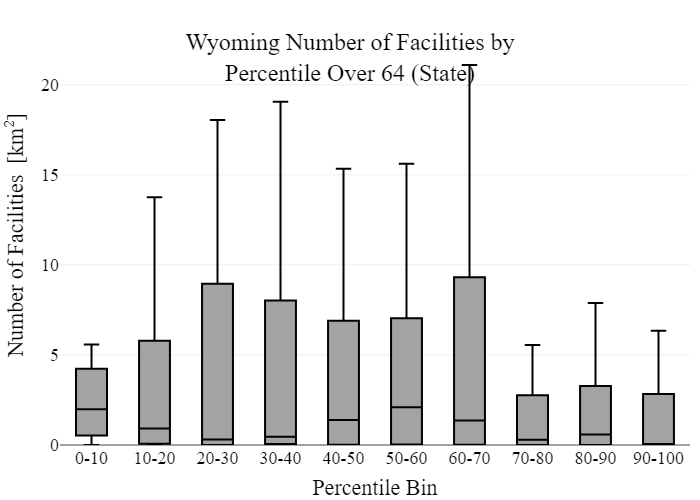 Wyoming Number of Facilities by
Percentile Over 64 (State)
Number of Facilities [km²]
20
15
10
5
0
0-10 10-20 20-30 30-40 40-50 50-60 60-70 70-80 80-90 90-100
Percentile Bin